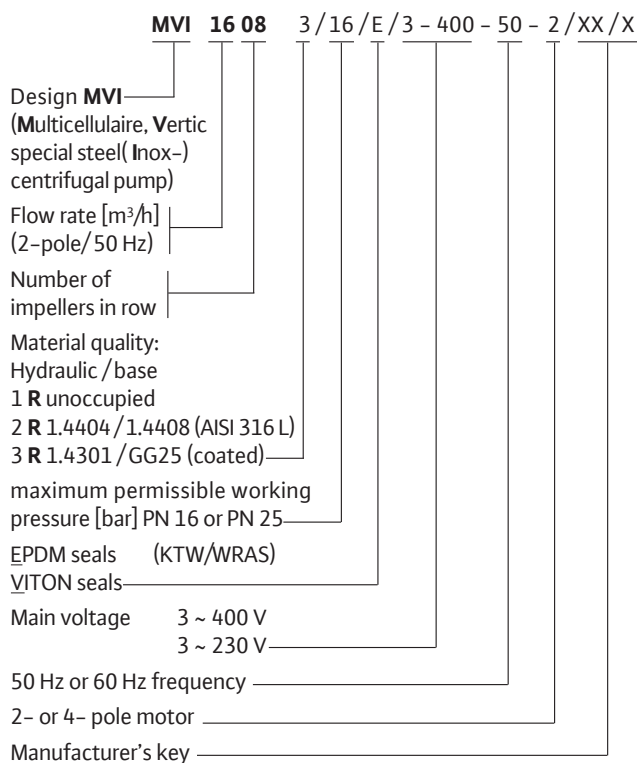 MVI 16 08 3/16/E/3 - 400 - 50 - 2/XX/X
Design MVI
(Multicellulaire, Vertic
special steel( Inox-)
centrifugal pump)
Flow rate [m³/h]
(2-pole/50 Hz)
Number of
impellers in row
Material quality:
Hydraulic/base
1 R unoccupied
2 R 1.4404/1.4408 (AISI 316 L)
3 R 1.4301/GG25 (coated)
maximum permissible working
pressure [bar] PN 16 or PN 25
EPDM seals (KTW/WRAS)
VITON seals
Main voltage 3 ~ 400 V
3 ~ 230 V
50 Hz or 60 Hz frequency
2- or 4- pole motor
Manufacturer's key